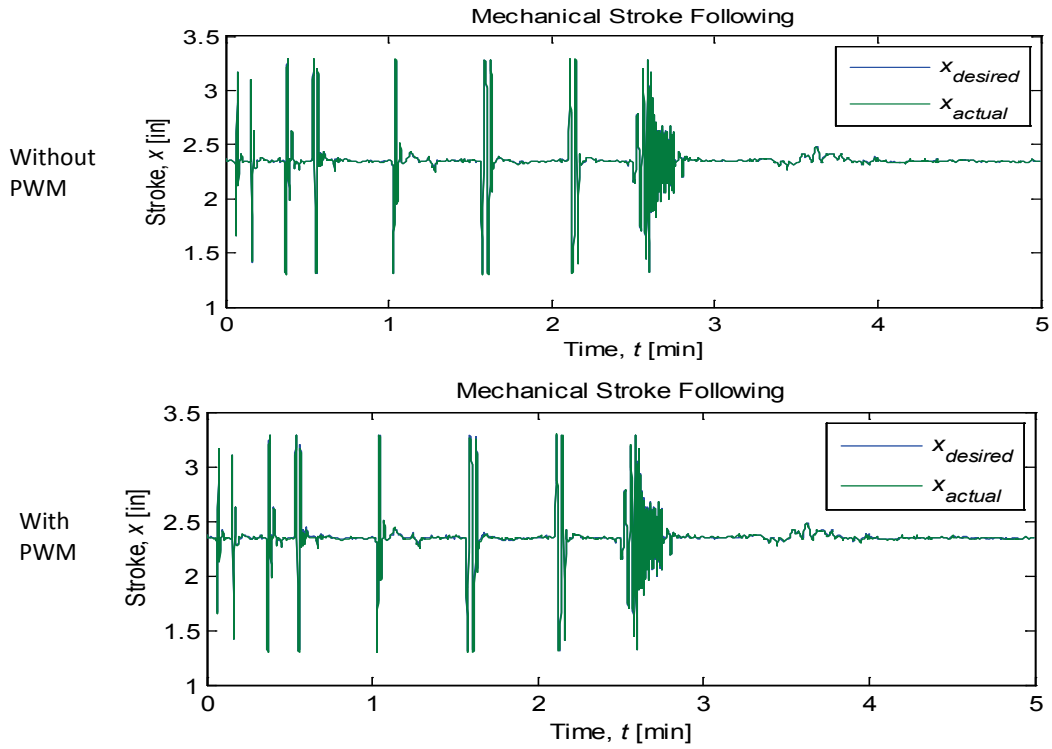 Mechanical Stroke Following
Without
PWM
Stroke, x [in]
3.5
3
2.5
2
1.5
1
x_desired
x_actual
0 1 2 3 4 5
Time, t [min]
Mechanical Stroke Following
With
PWM
Stroke, x [in]
3.5
3
2.5
2
1.5
1
x_desired
x_actual
0 1 2 3 4 5
Time, t [min]